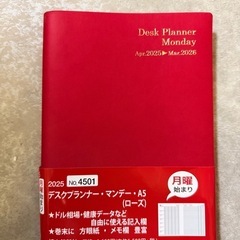 Desk Planner
Monday
Apr.2025▶Mar.2026
月曜
始まり
2025 No.4501
デスクプランナー・マンデー・A5
(ローズ)
★ドル相場・健康データなど
自由に使える記入欄
★巻末に 方眼紙・メモ欄 豊富